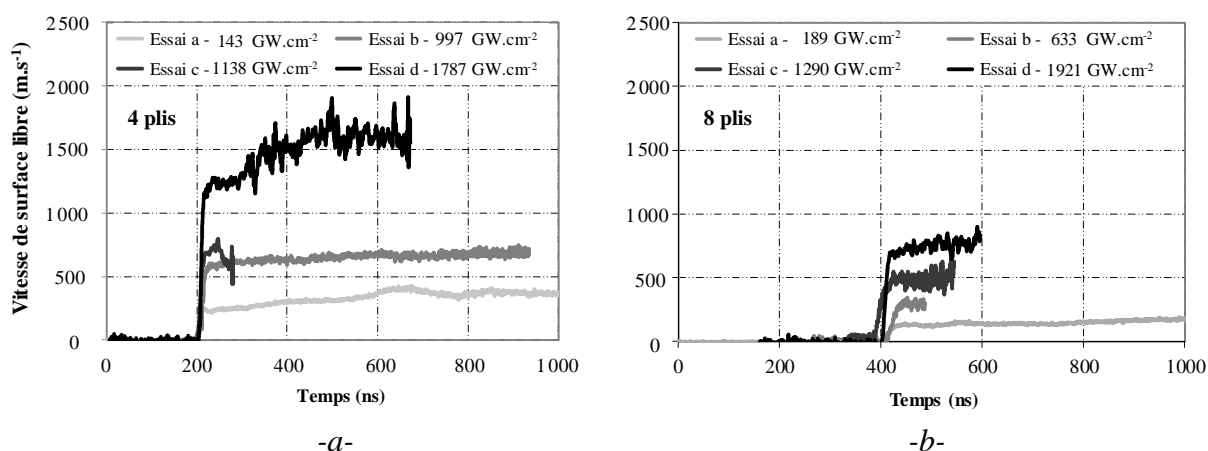 2 500
Essai a - 143 GW.cm-2
Essai b - 997 GW.cm-2
Essai c - 1138 GW.cm-2
Essai d - 1787 GW.cm-2
2 000
4 plis
1 500
1 000
500
0
Vitesse de surface libre (m.s-1)
0 200 400 600 800 1 000
Temps (ns)
-a-
2 500
Essai a - 189 GW.cm-2
Essai b - 633 GW.cm-2
Essai c - 1290 GW.cm-2
Essai d - 1921 GW.cm-2
2 000
8 plis
1 500
1 000
500
0
0 200 400 600 800 1000
Temps (ns)
-b-